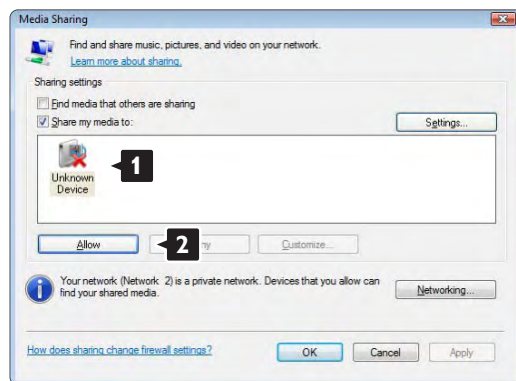 Media Sharing
Find and share music, pictures, and video on your network.
Learn more about sharing.
Sharing settings
Find media that others are sharing
Share my media to:
Settings...
Unknown
Device
1
Allow
2
ny
Customize...
Your network (Network 2) is a private network. Devices that you allow can
find your shared media.
Networking...
How does sharing change firewall settings?
OK
Cancel
Apply